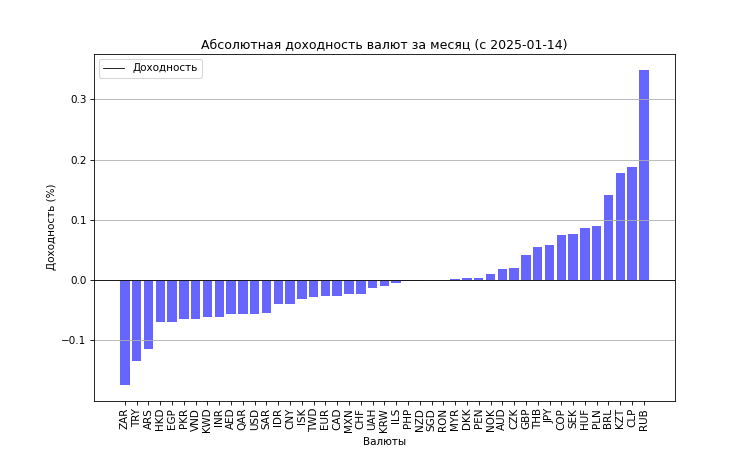 Абсолютная доходность валют за месяц (с 2025-01-14)
Доходность
Доходность (%)
0.3
0.2
0.1
0.0
−0.1
ZAR TRY ARS HKD EGP PKR VND KWD INR AED QAR USD SAR IDR CNY ISK TWD EUR CAD MXN CHF UAH KRW ILS PHP NZD SGD RON MYR DKK PEN NOK AUD CZK GBP THB JPY COP SEK HUF PLN BRL KZT CLP RUB
Валюты